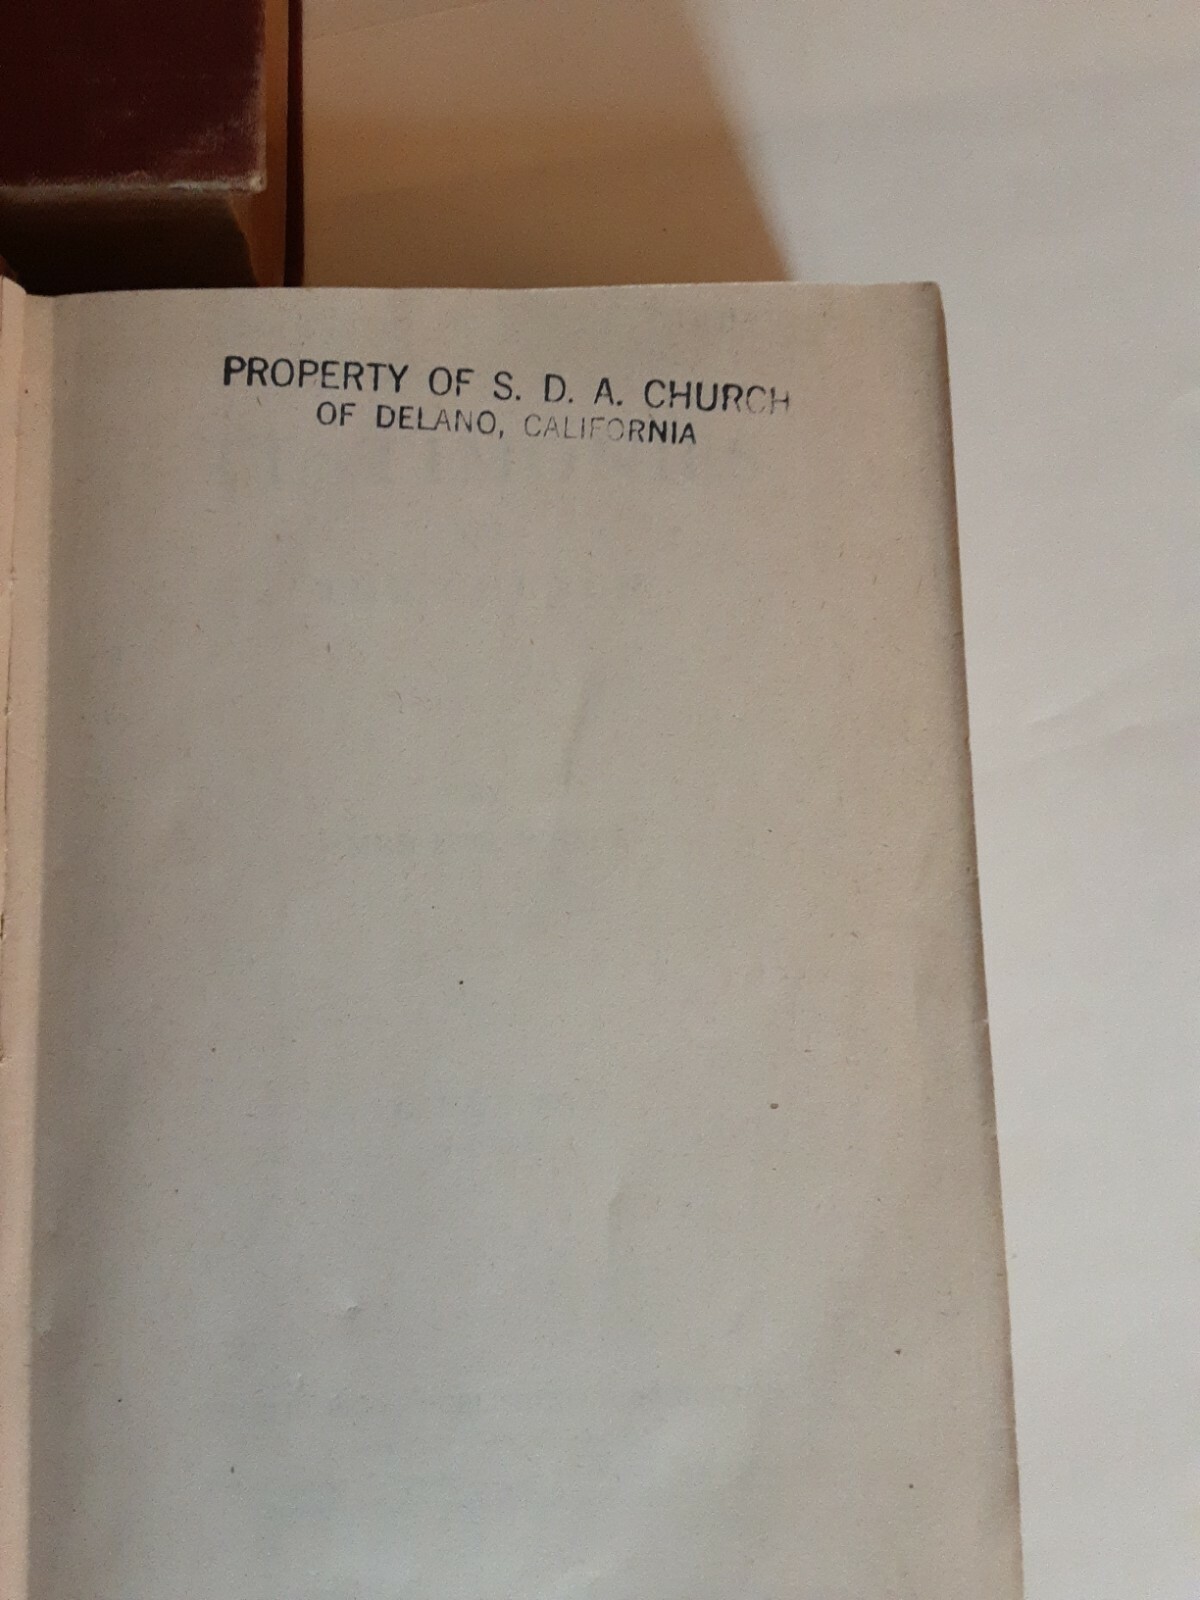 PROPERTY OF S. D. A. CHURCH
OF DELANO, CALIFORNIA